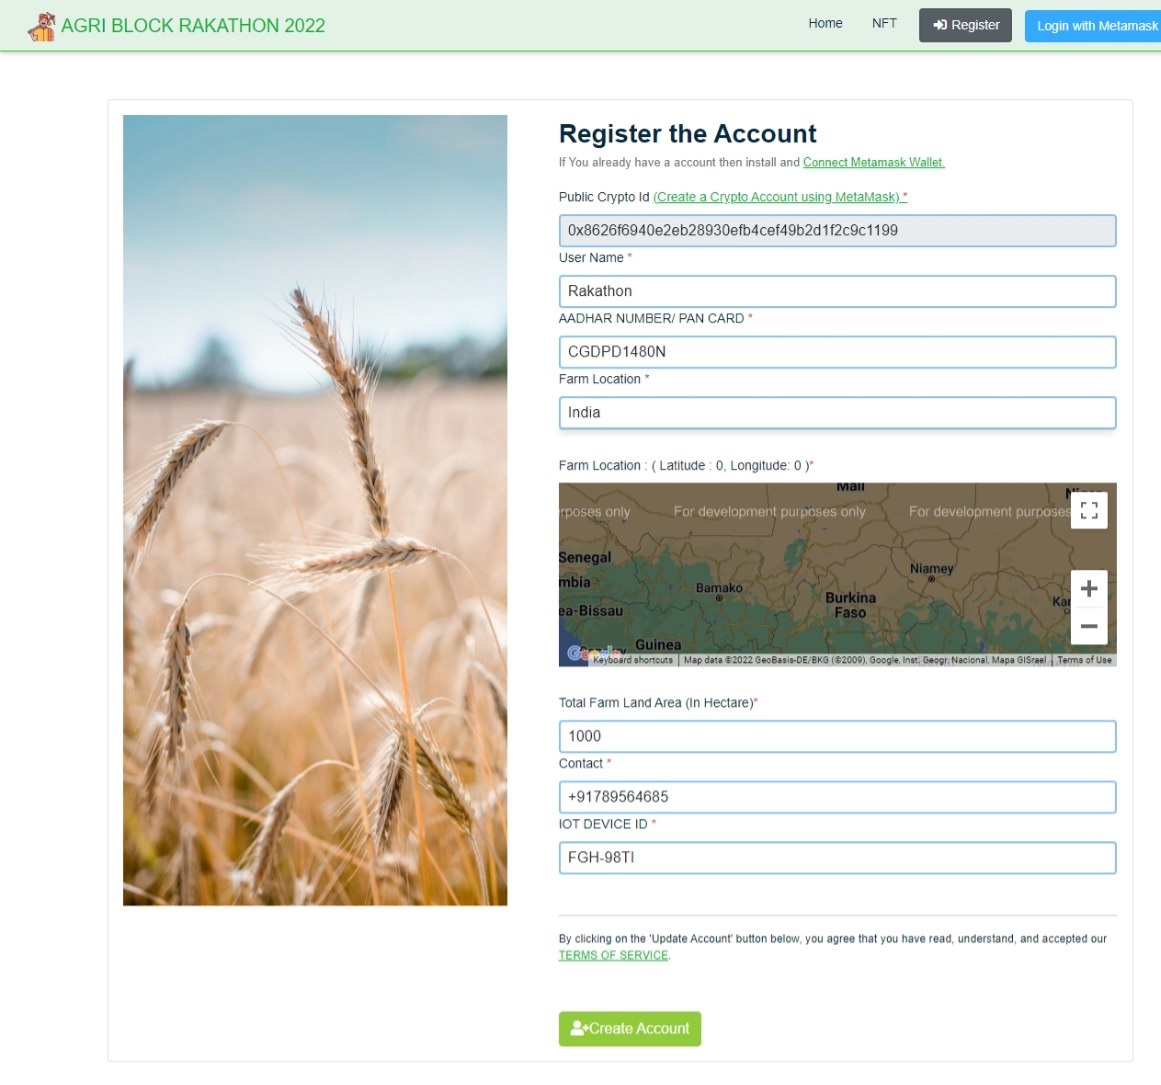 AGRI BLOCK RAKATHON 2022
Home NFT Register Login with Metamask
Register the Account
If You already have a account then install and Connect Metamask Wallet.
Public Crypto Id (Create a Crypto Account using MetaMask) *
0x8626f6940e2eb28930efb4cef49b2d1f2c9c1199
User Name *
Rakathon
AADHAR NUMBER/ PAN CARD *
CGDPD1480N
Farm Location *
India
Farm Location : ( Latitude : 0, Longitude: 0 )*
Mali
rposes only For development purposes only For development purposes
Senegal
Niamey
mbia
Bamako
Burkina
Faso
ea-Bissau
Guinea
Google
Keyboard shortcuts Map data ©2022 GeoBasis-DE/BKG (©2009), Google, Inst. Geogr. Nacional, Mapa GISrael Terms of Use
Total Farm Land Area (In Hectare)*
1000
Contact *
+91789564685
IOT DEVICE ID *
FGH-98TI
By clicking on the 'Update Account' button below, you agree that you have read, understand, and accepted our
TERMS OF SERVICE.
Create Account